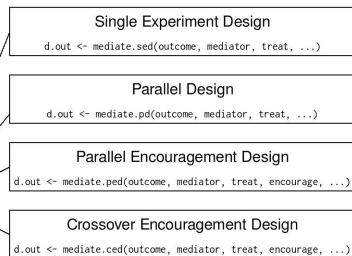 Single Experiment Design
d.out <- mediate.sed(outcome, mediator, treat, ...)
Parallel Design
d.out <- mediate.pd(outcome, mediator, treat, ...)
Parallel Encouragement Design
d.out <- mediate.ped(outcome, mediator, treat, encourage, ...)
Crossover Encouragement Design
d.out <- mediate.ced(outcome, mediator, treat, encourage, ...)